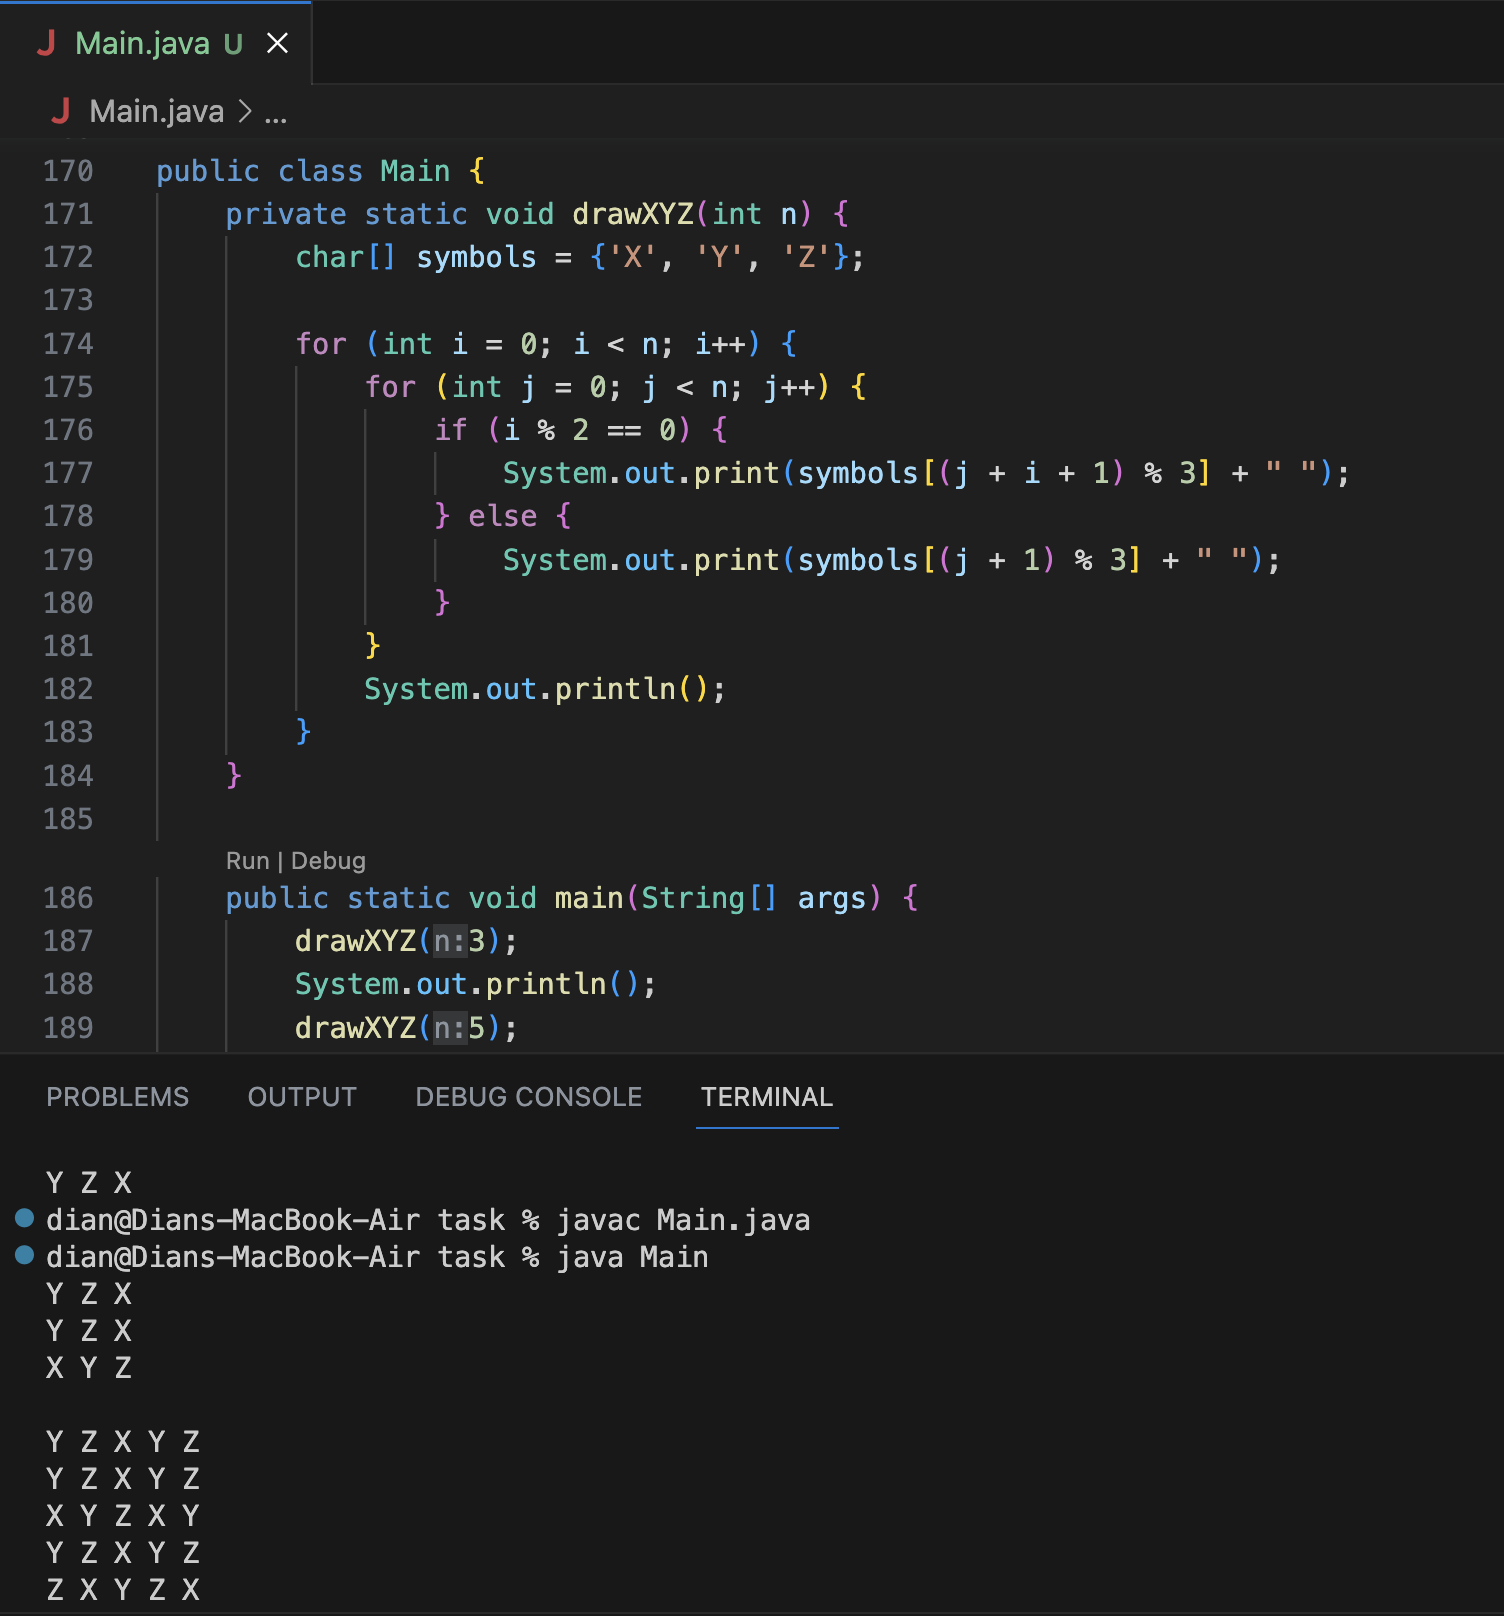 Main.java U ×
Main.java > ...
170 public class Main {
171     private static void drawXYZ(int n) {
172         char[] symbols = {'X', 'Y', 'Z'};
173
174         for (int i = 0; i < n; i++) {
175             for (int j = 0; j < n; j++) {
176                 if (i % 2 == 0) {
177                     System.out.print(symbols[(j + i + 1) % 3] + " ");
178                 } else {
179                     System.out.print(symbols[(j + 1) % 3] + " ");
180                 }
181             }
182             System.out.println();
183         }
184     }
185
Run | Debug
186     public static void main(String[] args) {
187         drawXYZ(n:3);
188         System.out.println();
189         drawXYZ(n:5);
PROBLEMS OUTPUT DEBUG CONSOLE TERMINAL
Y Z X
dian@Dians-MacBook-Air task % javac Main.java
dian@Dians-MacBook-Air task % java Main
Y Z X
Y Z X
X Y Z

Y Z X Y Z
Y Z X Y Z
X Y Z X Y
Y Z X Y Z
Z X Y Z X